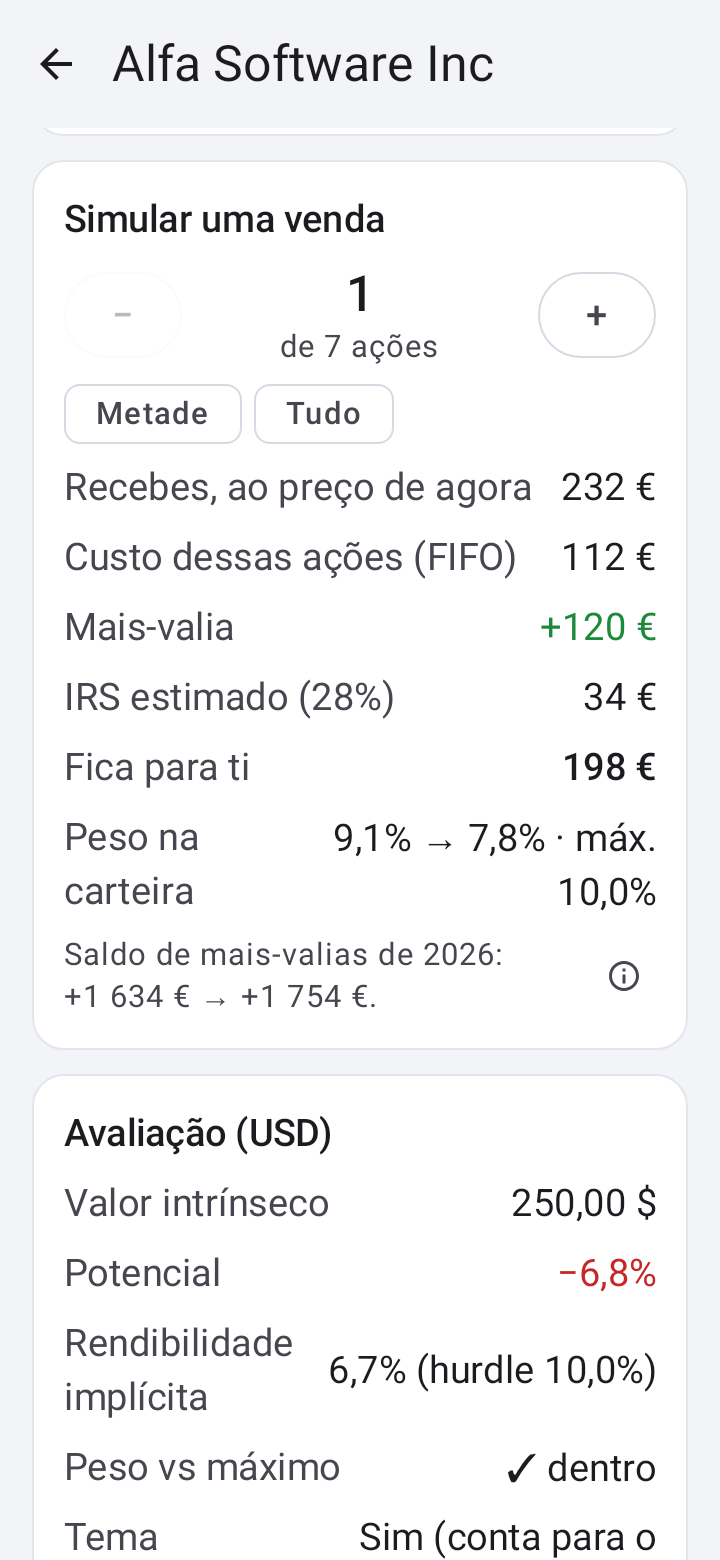 Alfa Software Inc
Simular uma venda
−
1
+
de 7 ações
Metade
Tudo
Recebes, ao preço de agora 232 €
Custo dessas ações (FIFO) 112 €
Mais-valia +120 €
IRS estimado (28%) 34 €
Fica para ti 198 €
Peso na 9,1% → 7,8% · máx.
carteira 10,0%
Saldo de mais-valias de 2026:
+1 634 € → +1 754 €.
Avaliação (USD)
Valor intrínseco 250,00 $
Potencial −6,8%
Rendibilidade
implícita 6,7% (hurdle 10,0%)
Peso vs máximo ✓ dentro
Tema Sim (conta para o